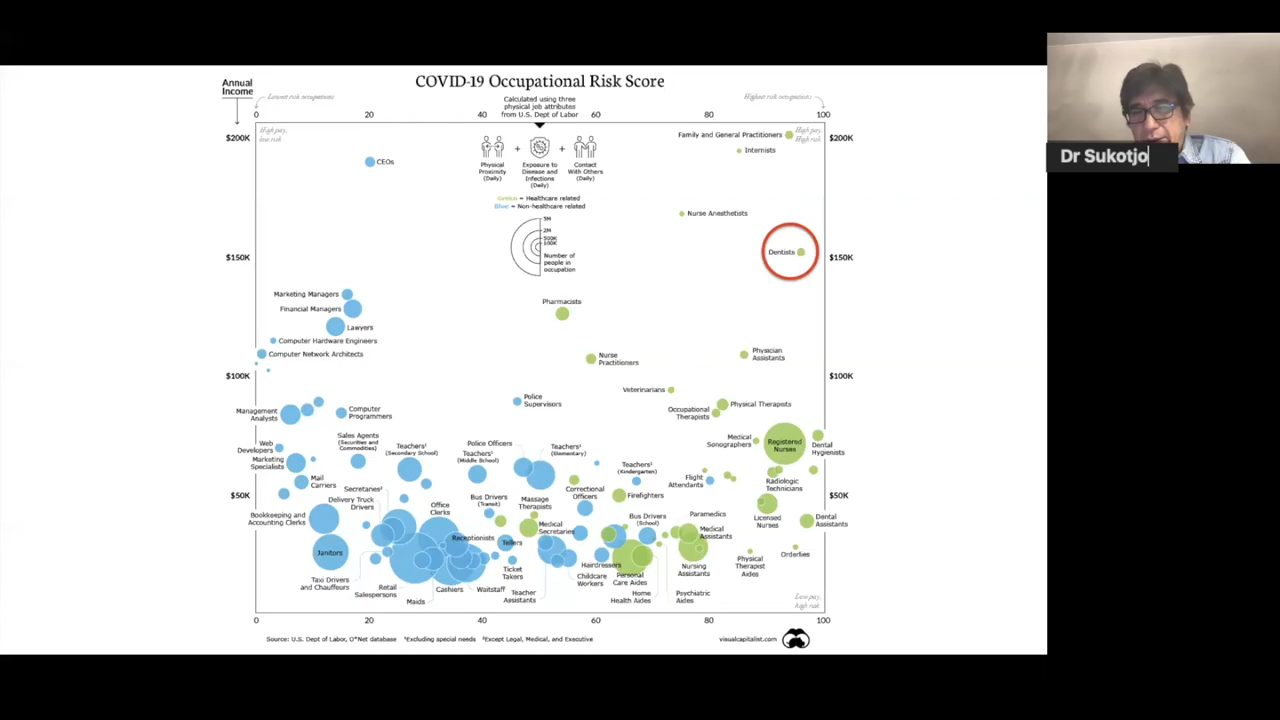 COVID-19 Occupational Risk Score
Annual
Income
Lowest risk occupations
Calculated using three
physical job attributes
from U.S. Dept of Labor
Highest risk occupations
0
20
40
60
80
100
$200K
High pay,
low risk
Family and General Practitioners
High pay,
High risk
$200K
Internists
CEOs
Physical
Proximity
(Daily)
+
Exposure to
Disease and
Infections
(Daily)
+
Contact
With Others
(Daily)
Green = Healthcare related
Blue = Non-healthcare related
5M
2M
500K
100K
Number of
people in
occupation
Nurse Anesthetists
Dentists
$150K
$150K
Marketing Managers
Financial Managers
Lawyers
Computer Hardware Engineers
Computer Network Architects
Pharmacists
Nurse
Practitioners
Physician
Assistants
$100K
$100K
Veterinarians
Police
Supervisors
Occupational
Therapists
Physical Therapists
Management
Analysts
Computer
Programmers
Web
Developers
Marketing
Specialists
Sales Agents
(Securities and
Commodities)
Teachers¹
(Secondary School)
Police Officers
Teachers¹
(Middle School)
Teachers¹
(Elementary)
Teachers¹
(Kindergarten)
Medical
Sonographers
Registered
Nurses
Dental
Hygienists
Mail
Carriers
Flight
Attendants
Radiologic
Technicians
$50K
$50K
Secretaries²
Delivery Truck
Drivers
Office
Clerks
Bus Drivers
(Transit)
Massage
Therapists
Correctional
Officers
Firefighters
Bookkeeping and
Accounting Clerks
Bus Drivers
(School)
Paramedics
Licensed
Nurses
Dental
Assistants
Medical
Secretaries
Medical
Assistants
Receptionists
Tellers
Janitors
Orderlies
Hairdressers
Physical
Therapist
Aides
Nursing
Assistants
Taxi Drivers
and Chauffeurs
Retail
Salespersons
Maids
Cashiers
Waitstaff
Ticket
Takers
Teacher
Assistants
Childcare
Workers
Personal
Care Aides
Home
Health Aides
Psychiatric
Aides
Less pay,
high risk
0
20
40
60
80
100
Source: U.S. Dept of Labor, O*Net database ¹Excluding special needs ²Except Legal, Medical, and Executive
visualcapitalist.com
Dr Sukotjo